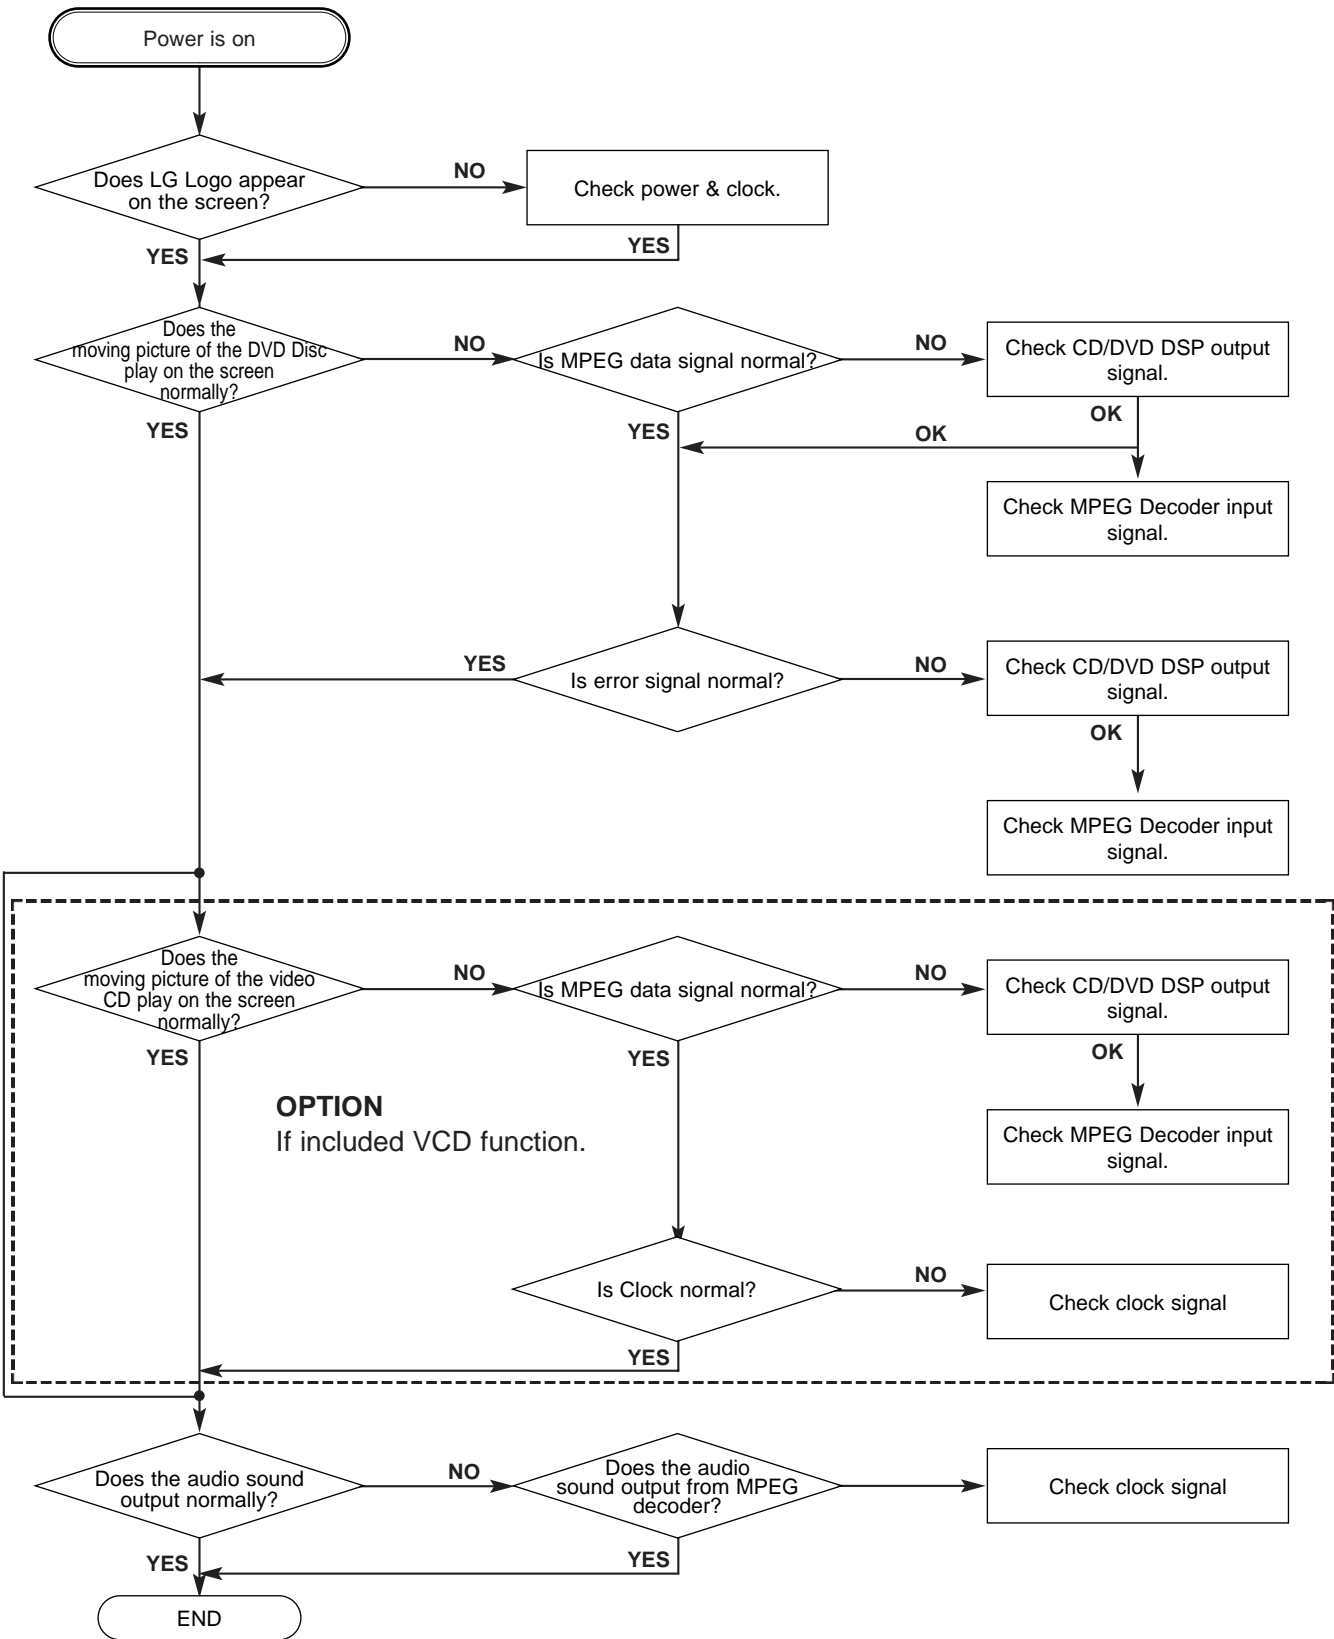 Power is on
Does LG Logo appear
on the screen?
NO
Check power & clock.
YES
YES
Does the
moving picture of the DVD Disc
play on the screen
normally?
NO
Is MPEG data signal normal?
NO
Check CD/DVD DSP output
signal.
YES
YES
OK
OK
Check MPEG Decoder input
signal.
YES
Is error signal normal?
NO
Check CD/DVD DSP output
signal.
OK
Check MPEG Decoder input
signal.
Does the
moving picture of the video
CD play on the screen
normally?
NO
Is MPEG data signal normal?
NO
Check CD/DVD DSP output
signal.
YES
YES
OK
OPTION
If included VCD function.
Check MPEG Decoder input
signal.
Is Clock normal?
NO
Check clock signal
YES
Does the audio sound
output normally?
NO
Does the audio
sound output from MPEG
decoder?
Check clock signal
YES
YES
END